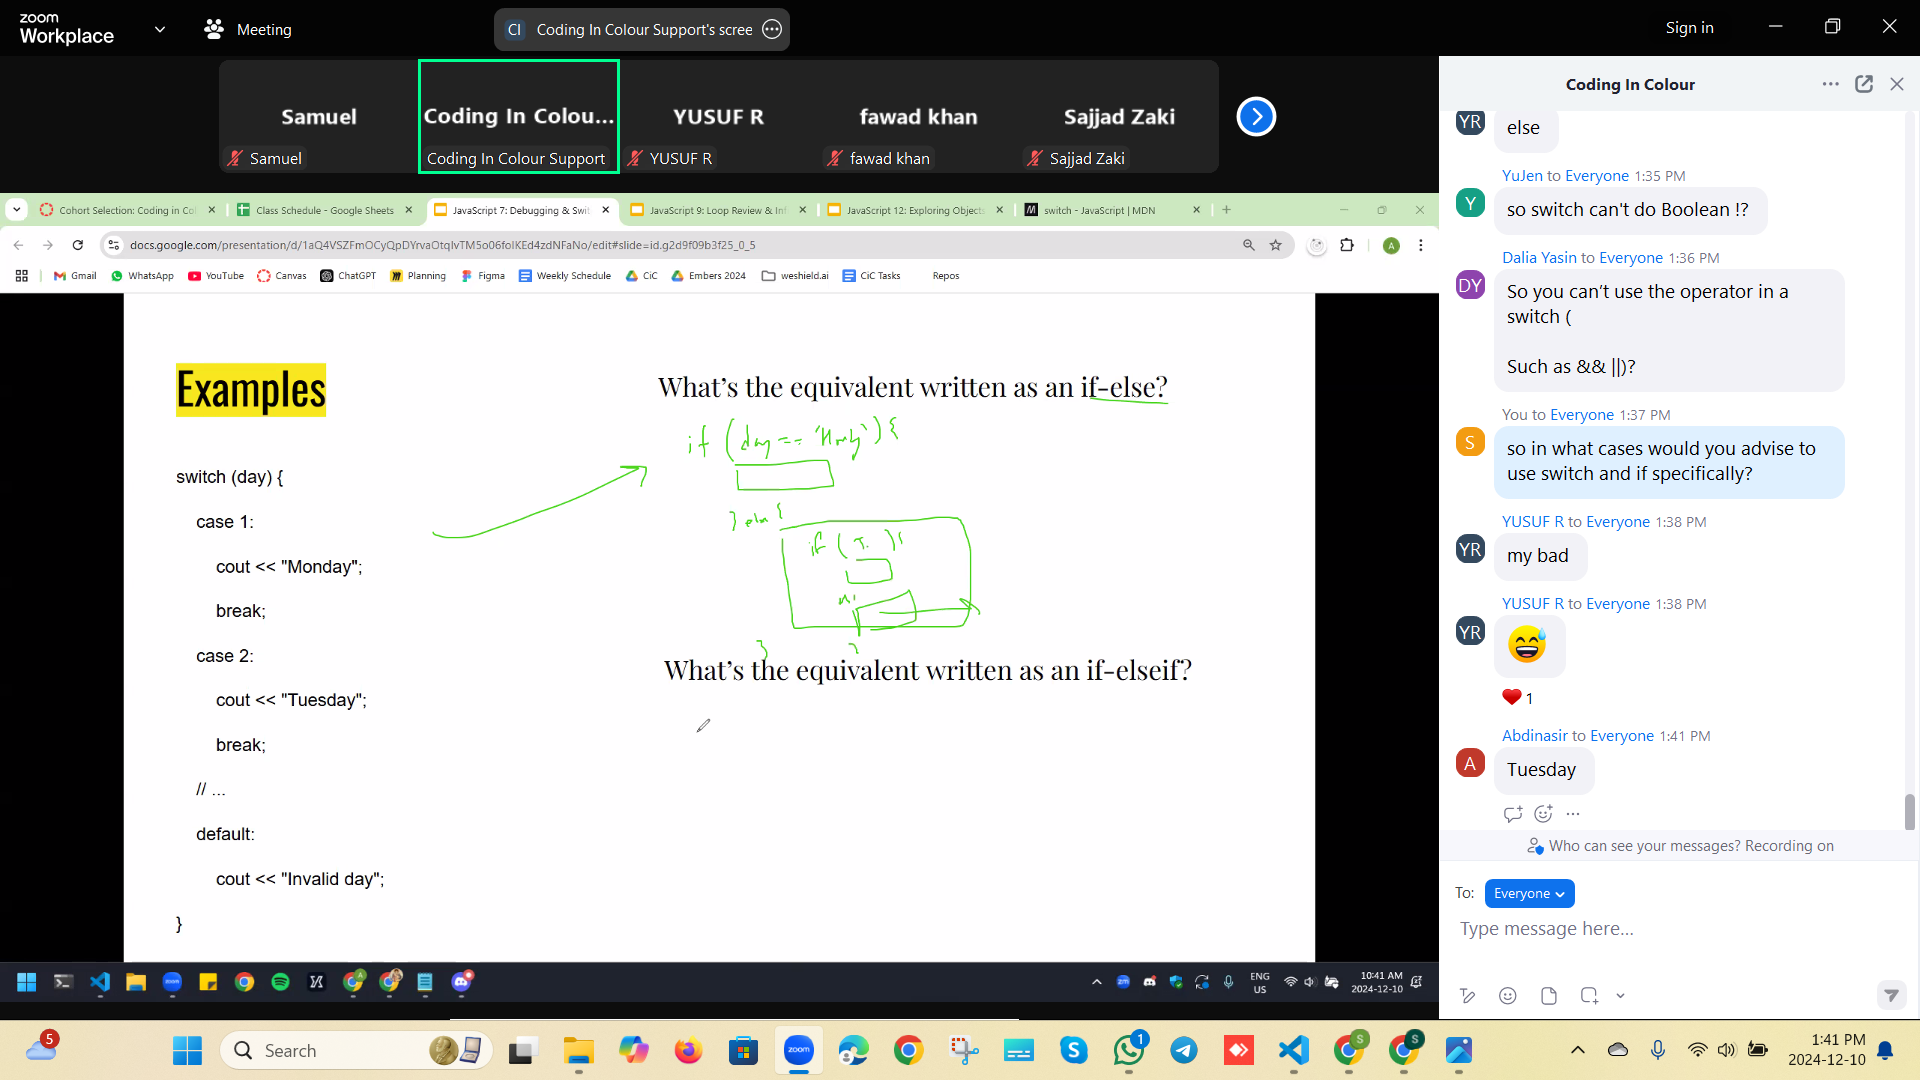 zoom
Workplace
Meeting
CI Coding In Colour Support's scree
Sign in
Samuel
Samuel
Coding In Colou...
Coding In Colour Support
YUSUF R
YUSUF R
fawad khan
fawad khan
Sajjad Zaki
Sajjad Zaki
Cohort Selection: Coding in Co
Class Schedule - Google Sheets
JavaScript 7: Debugging & Swit
JavaScript 9: Loop Review & Inf
JavaScript 12: Exploring Objects
switch - JavaScript | MDN
A
Gmail
WhatsApp
YouTube
Canvas
ChatGPT
Planning
Figma
Weekly Schedule
CiC
Embers 2024
weshield.ai
CiC Tasks
Repos
Examples
switch (day) {
case 1:
cout << "Monday";
break;
case 2:
cout << "Tuesday";
break;
// ...
default:
cout << "Invalid day";
}
What's the equivalent written as an if-else?
if (day ==
} else {
if (T. ) {
}
What's the equivalent written as an if-elseif?
ENG
US
10:41 AM
2024-12-10
Coding In Colour
YR
else
YuJen to Everyone 1:35 PM
Y
so switch can't do Boolean !?
Dalia Yasin to Everyone 1:36 PM
DY
So you can’t use the operator in a
switch (
Such as && ||)?
You to Everyone 1:37 PM
S
so in what cases would you advise to
use switch and if specifically?
YUSUF R to Everyone 1:38 PM
YR
my bad
YUSUF R to Everyone 1:38 PM
YR
😅
❤️ 1
Abdinasir to Everyone 1:41 PM
A
Tuesday
Who can see your messages? Recording on
To: Everyone
Type message here...
5
Search
zoom
1
S
S
1:41 PM
2024-12-10